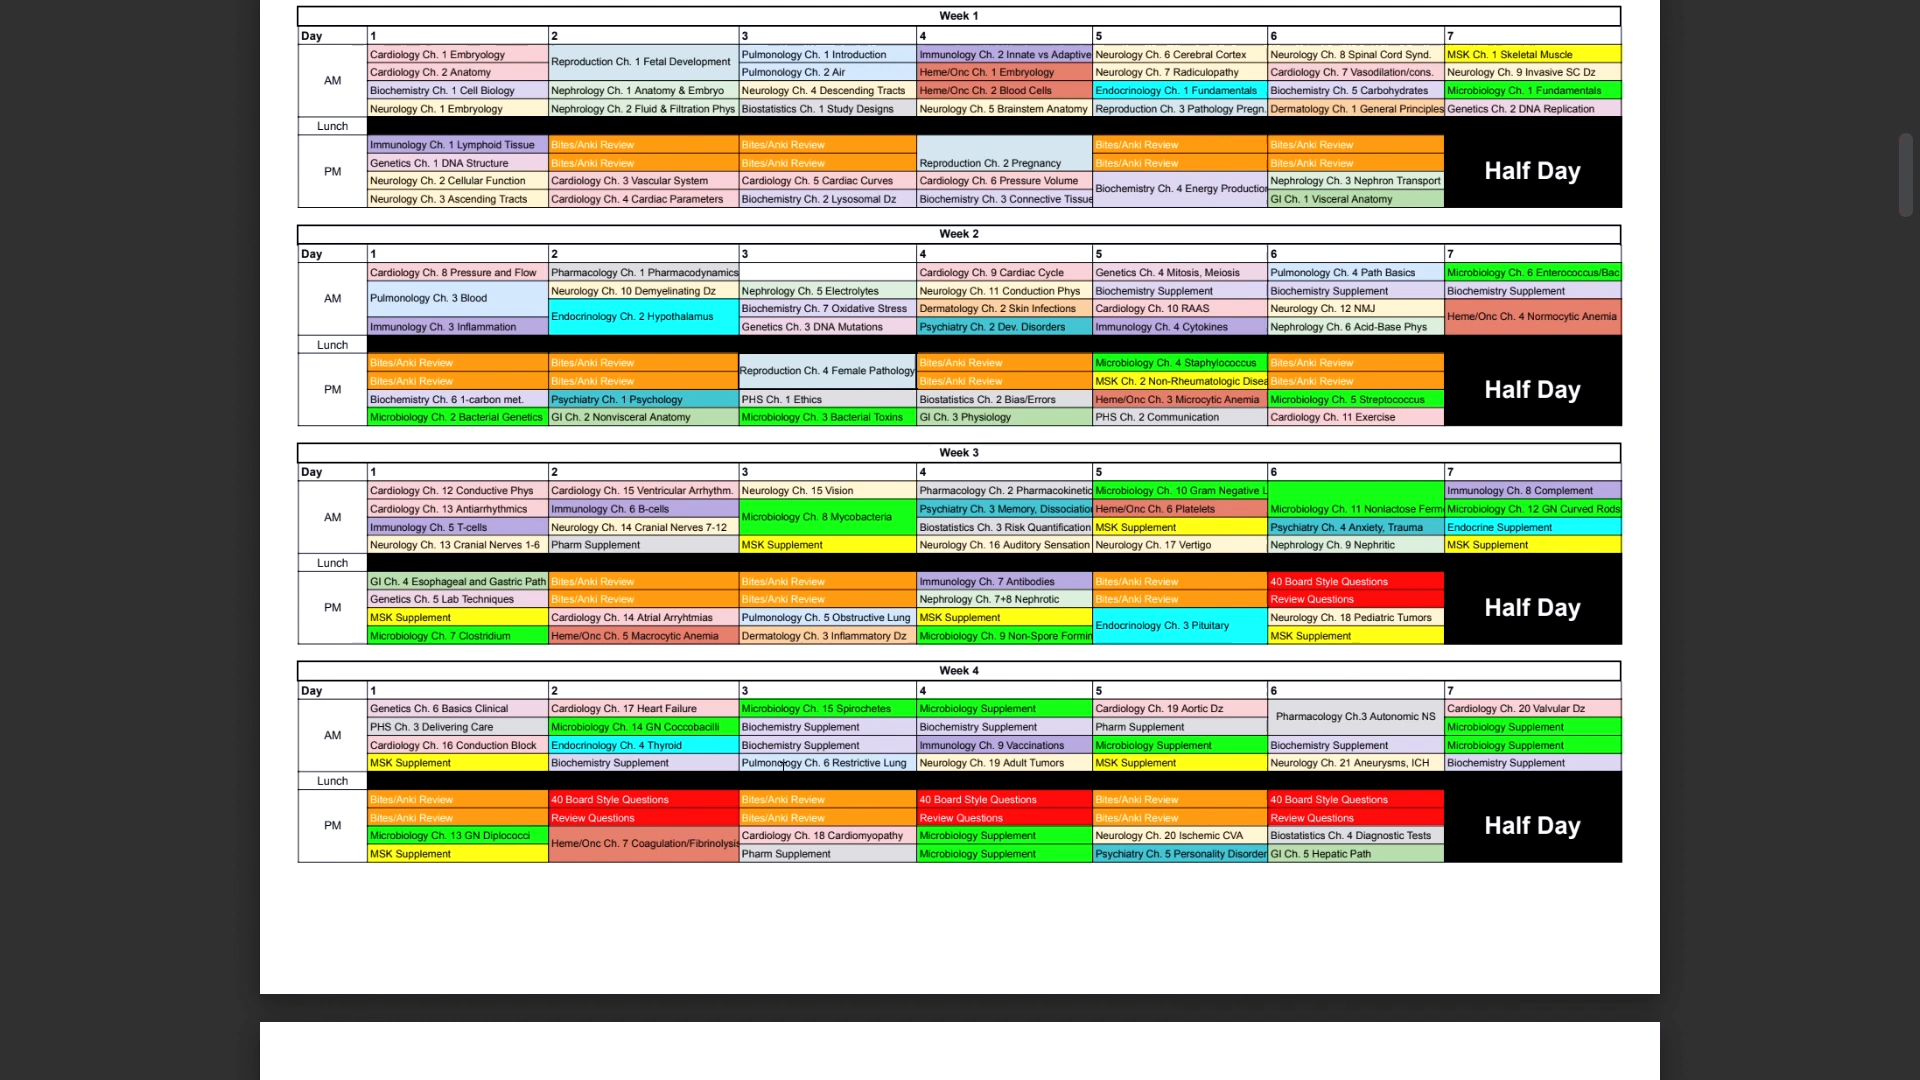 Week 1
Day 1 2 3 4 5 6 7
Cardiology Ch. 1 Embryology Reproduction Ch. 1 Fetal Development Pulmonology Ch. 1 Introduction Immunology Ch. 2 Innate vs Adaptive Neurology Ch. 6 Cerebral Cortex Neurology Ch. 8 Spinal Cord Synd. MSK Ch. 1 Skeletal Muscle
AM Cardiology Ch. 2 Anatomy Pulmonology Ch. 2 Air Heme/Onc Ch. 1 Embryology Neurology Ch. 7 Radiculopathy Cardiology Ch. 7 Vasodilation/cons. Neurology Ch. 9 Invasive SC Dz
Biochemistry Ch. 1 Cell Biology Nephrology Ch. 1 Anatomy & Embryo Neurology Ch. 4 Descending Tracts Heme/Onc Ch. 2 Blood Cells Endocrinology Ch. 1 Fundamentals Biochemistry Ch. 5 Carbohydrates Microbiology Ch. 1 Fundamentals
Neurology Ch. 1 Embryology Nephrology Ch. 2 Fluid & Filtration Phys Biostatistics Ch. 1 Study Designs Neurology Ch. 5 Brainstem Anatomy Reproduction Ch. 3 Pathology Pregn. Dermatology Ch. 1 General Principles Genetics Ch. 2 DNA Replication
Lunch
Immunology Ch. 1 Lymphoid Tissue Bites/Anki Review Bites/Anki Review Reproduction Ch. 2 Pregnancy Bites/Anki Review Bites/Anki Review Half Day
PM Genetics Ch. 1 DNA Structure Bites/Anki Review Bites/Anki Review Bites/Anki Review Bites/Anki Review
Neurology Ch. 2 Cellular Function Cardiology Ch. 3 Vascular System Cardiology Ch. 5 Cardiac Curves Cardiology Ch. 6 Pressure Volume Biochemistry Ch. 4 Energy Production Nephrology Ch. 3 Nephron Transport
Neurology Ch. 3 Ascending Tracts Cardiology Ch. 4 Cardiac Parameters Biochemistry Ch. 2 Lysosomal Dz Biochemistry Ch. 3 Connective Tissue GI Ch. 1 Visceral Anatomy
Week 2
Day 1 2 3 4 5 6 7
Cardiology Ch. 8 Pressure and Flow Pharmacology Ch. 1 Pharmacodynamics Cardiology Ch. 9 Cardiac Cycle Genetics Ch. 4 Mitosis, Meiosis Pulmonology Ch. 4 Path Basics Microbiology Ch. 6 Enterococcus/Bac
AM Pulmonology Ch. 3 Blood Neurology Ch. 10 Demyelinating Dz Nephrology Ch. 5 Electrolytes Neurology Ch. 11 Conduction Phys Biochemistry Supplement Biochemistry Supplement Biochemistry Supplement
Endocrinology Ch. 2 Hypothalamus Biochemistry Ch. 7 Oxidative Stress Dermatology Ch. 2 Skin Infections Cardiology Ch. 10 RAAS Neurology Ch. 12 NMJ Heme/Onc Ch. 4 Normocytic Anemia
Immunology Ch. 3 Inflammation Genetics Ch. 3 DNA Mutations Psychiatry Ch. 2 Dev. Disorders Immunology Ch. 4 Cytokines Nephrology Ch. 6 Acid-Base Phys
Lunch
Bites/Anki Review Bites/Anki Review Reproduction Ch. 4 Female Pathology Bites/Anki Review Microbiology Ch. 4 Staphylococcus Bites/Anki Review Half Day
PM Bites/Anki Review Bites/Anki Review Bites/Anki Review MSK Ch. 2 Non-Rheumatologic Disea Bites/Anki Review
Biochemistry Ch. 6 1-carbon met. Psychiatry Ch. 1 Psychology PHS Ch. 1 Ethics Biostatistics Ch. 2 Bias/Errors Heme/Onc Ch. 3 Microcytic Anemia Microbiology Ch. 5 Streptococcus
Microbiology Ch. 2 Bacterial Genetics GI Ch. 2 Nonvisceral Anatomy Microbiology Ch. 3 Bacterial Toxins GI Ch. 3 Physiology PHS Ch. 2 Communication Cardiology Ch. 11 Exercise
Week 3
Day 1 2 3 4 5 6 7
Cardiology Ch. 12 Conductive Phys Cardiology Ch. 15 Ventricular Arrhythm. Neurology Ch. 15 Vision Pharmacology Ch. 2 Pharmacokinetic Microbiology Ch. 10 Gram Negative L Microbiology Ch. 11 Nonlactose Ferm Immunology Ch. 8 Complement
AM Cardiology Ch. 13 Antiarrhythmics Immunology Ch. 6 B-cells Microbiology Ch. 8 Mycobacteria Psychiatry Ch. 3 Memory, Dissociation Heme/Onc Ch. 6 Platelets Microbiology Ch. 12 GN Curved Rods
Immunology Ch. 5 T-cells Neurology Ch. 14 Cranial Nerves 7-12 Biostatistics Ch. 3 Risk Quantification MSK Supplement Psychiatry Ch. 4 Anxiety, Trauma Endocrine Supplement
Neurology Ch. 13 Cranial Nerves 1-6 Pharm Supplement MSK Supplement Neurology Ch. 16 Auditory Sensation Neurology Ch. 17 Vertigo Nephrology Ch. 9 Nephritic MSK Supplement
Lunch
GI Ch. 4 Esophageal and Gastric Path Bites/Anki Review Bites/Anki Review Immunology Ch. 7 Antibodies Bites/Anki Review 40 Board Style Questions Half Day
PM Genetics Ch. 5 Lab Techniques Bites/Anki Review Bites/Anki Review Nephrology Ch. 7+8 Nephrotic Bites/Anki Review Review Questions
MSK Supplement Cardiology Ch. 14 Atrial Arryhtmias Pulmonology Ch. 5 Obstructive Lung MSK Supplement Endocrinology Ch. 3 Pituitary Neurology Ch. 18 Pediatric Tumors
Microbiology Ch. 7 Clostridium Heme/Onc Ch. 5 Macrocytic Anemia Dermatology Ch. 3 Inflammatory Dz Microbiology Ch. 9 Non-Spore Formin MSK Supplement
Week 4
Day 1 2 3 4 5 6 7
Genetics Ch. 6 Basics Clinical Cardiology Ch. 17 Heart Failure Microbiology Ch. 15 Spirochetes Microbiology Supplement Cardiology Ch. 19 Aortic Dz Pharmacology Ch.3 Autonomic NS Cardiology Ch. 20 Valvular Dz
AM PHS Ch. 3 Delivering Care Microbiology Ch. 14 GN Coccobacilli Biochemistry Supplement Biochemistry Supplement Pharm Supplement Microbiology Supplement
Cardiology Ch. 16 Conduction Block Endocrinology Ch. 4 Thyroid Biochemistry Supplement Immunology Ch. 9 Vaccinations Microbiology Supplement Biochemistry Supplement Microbiology Supplement
MSK Supplement Biochemistry Supplement Pulmonology Ch. 6 Restrictive Lung Neurology Ch. 19 Adult Tumors MSK Supplement Neurology Ch. 21 Aneurysms, ICH Biochemistry Supplement
Lunch
Bites/Anki Review 40 Board Style Questions Bites/Anki Review 40 Board Style Questions Bites/Anki Review 40 Board Style Questions Half Day
PM Bites/Anki Review Review Questions Bites/Anki Review Review Questions Bites/Anki Review Review Questions
Microbiology Ch. 13 GN Diplococci Heme/Onc Ch. 7 Coagulation/Fibrinolysis Cardiology Ch. 18 Cardiomyopathy Microbiology Supplement Neurology Ch. 20 Ischemic CVA Biostatistics Ch. 4 Diagnostic Tests
MSK Supplement Pharm Supplement Microbiology Supplement Psychiatry Ch. 5 Personality Disorder GI Ch. 5 Hepatic Path